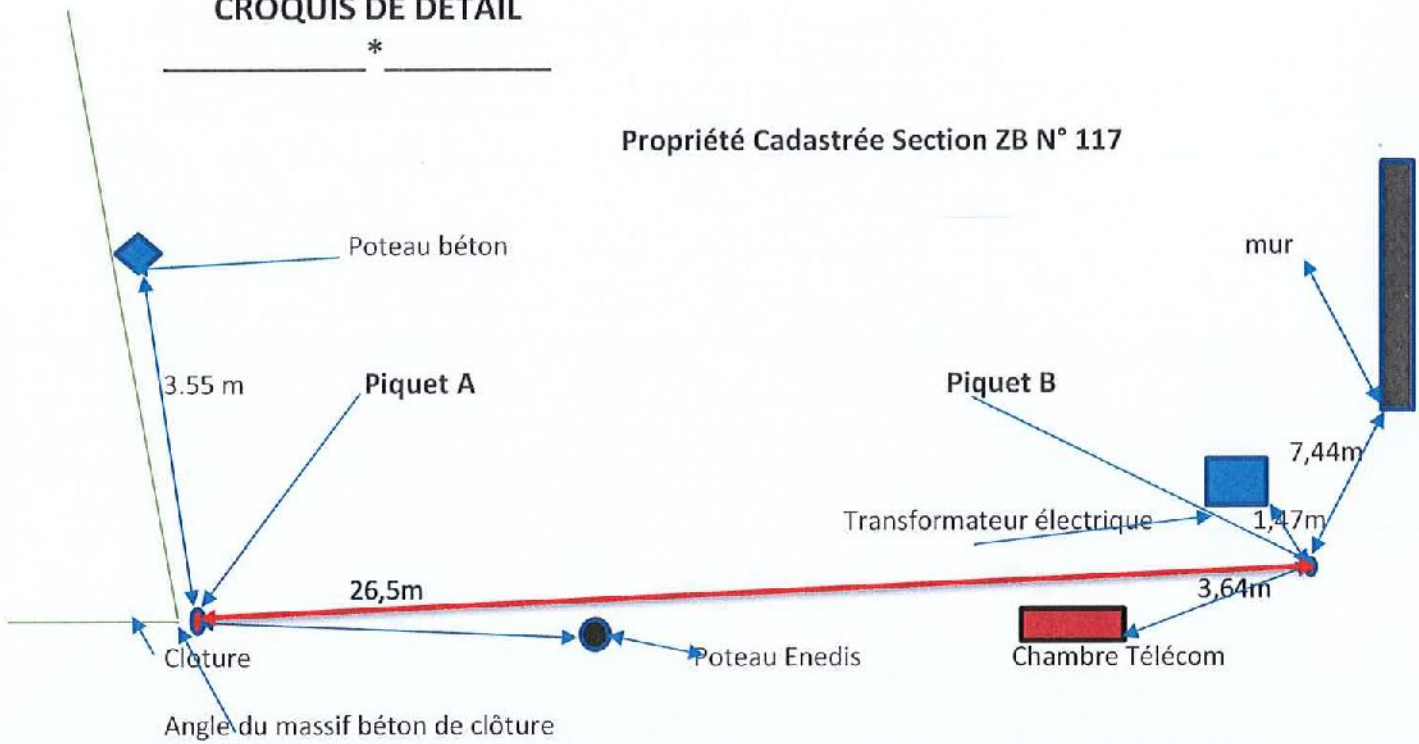 CROQUIS DE DETAIL
*
Propriété Cadastrée Section ZB N° 117
Poteau béton
mur
3.55 m
Piquet A
Piquet B
7,44m
Transformateur électrique
1,47m
26,5m
3,64m
Cloture
Poteau Enedis
Chambre Télécom
Angle du massif béton de clôture